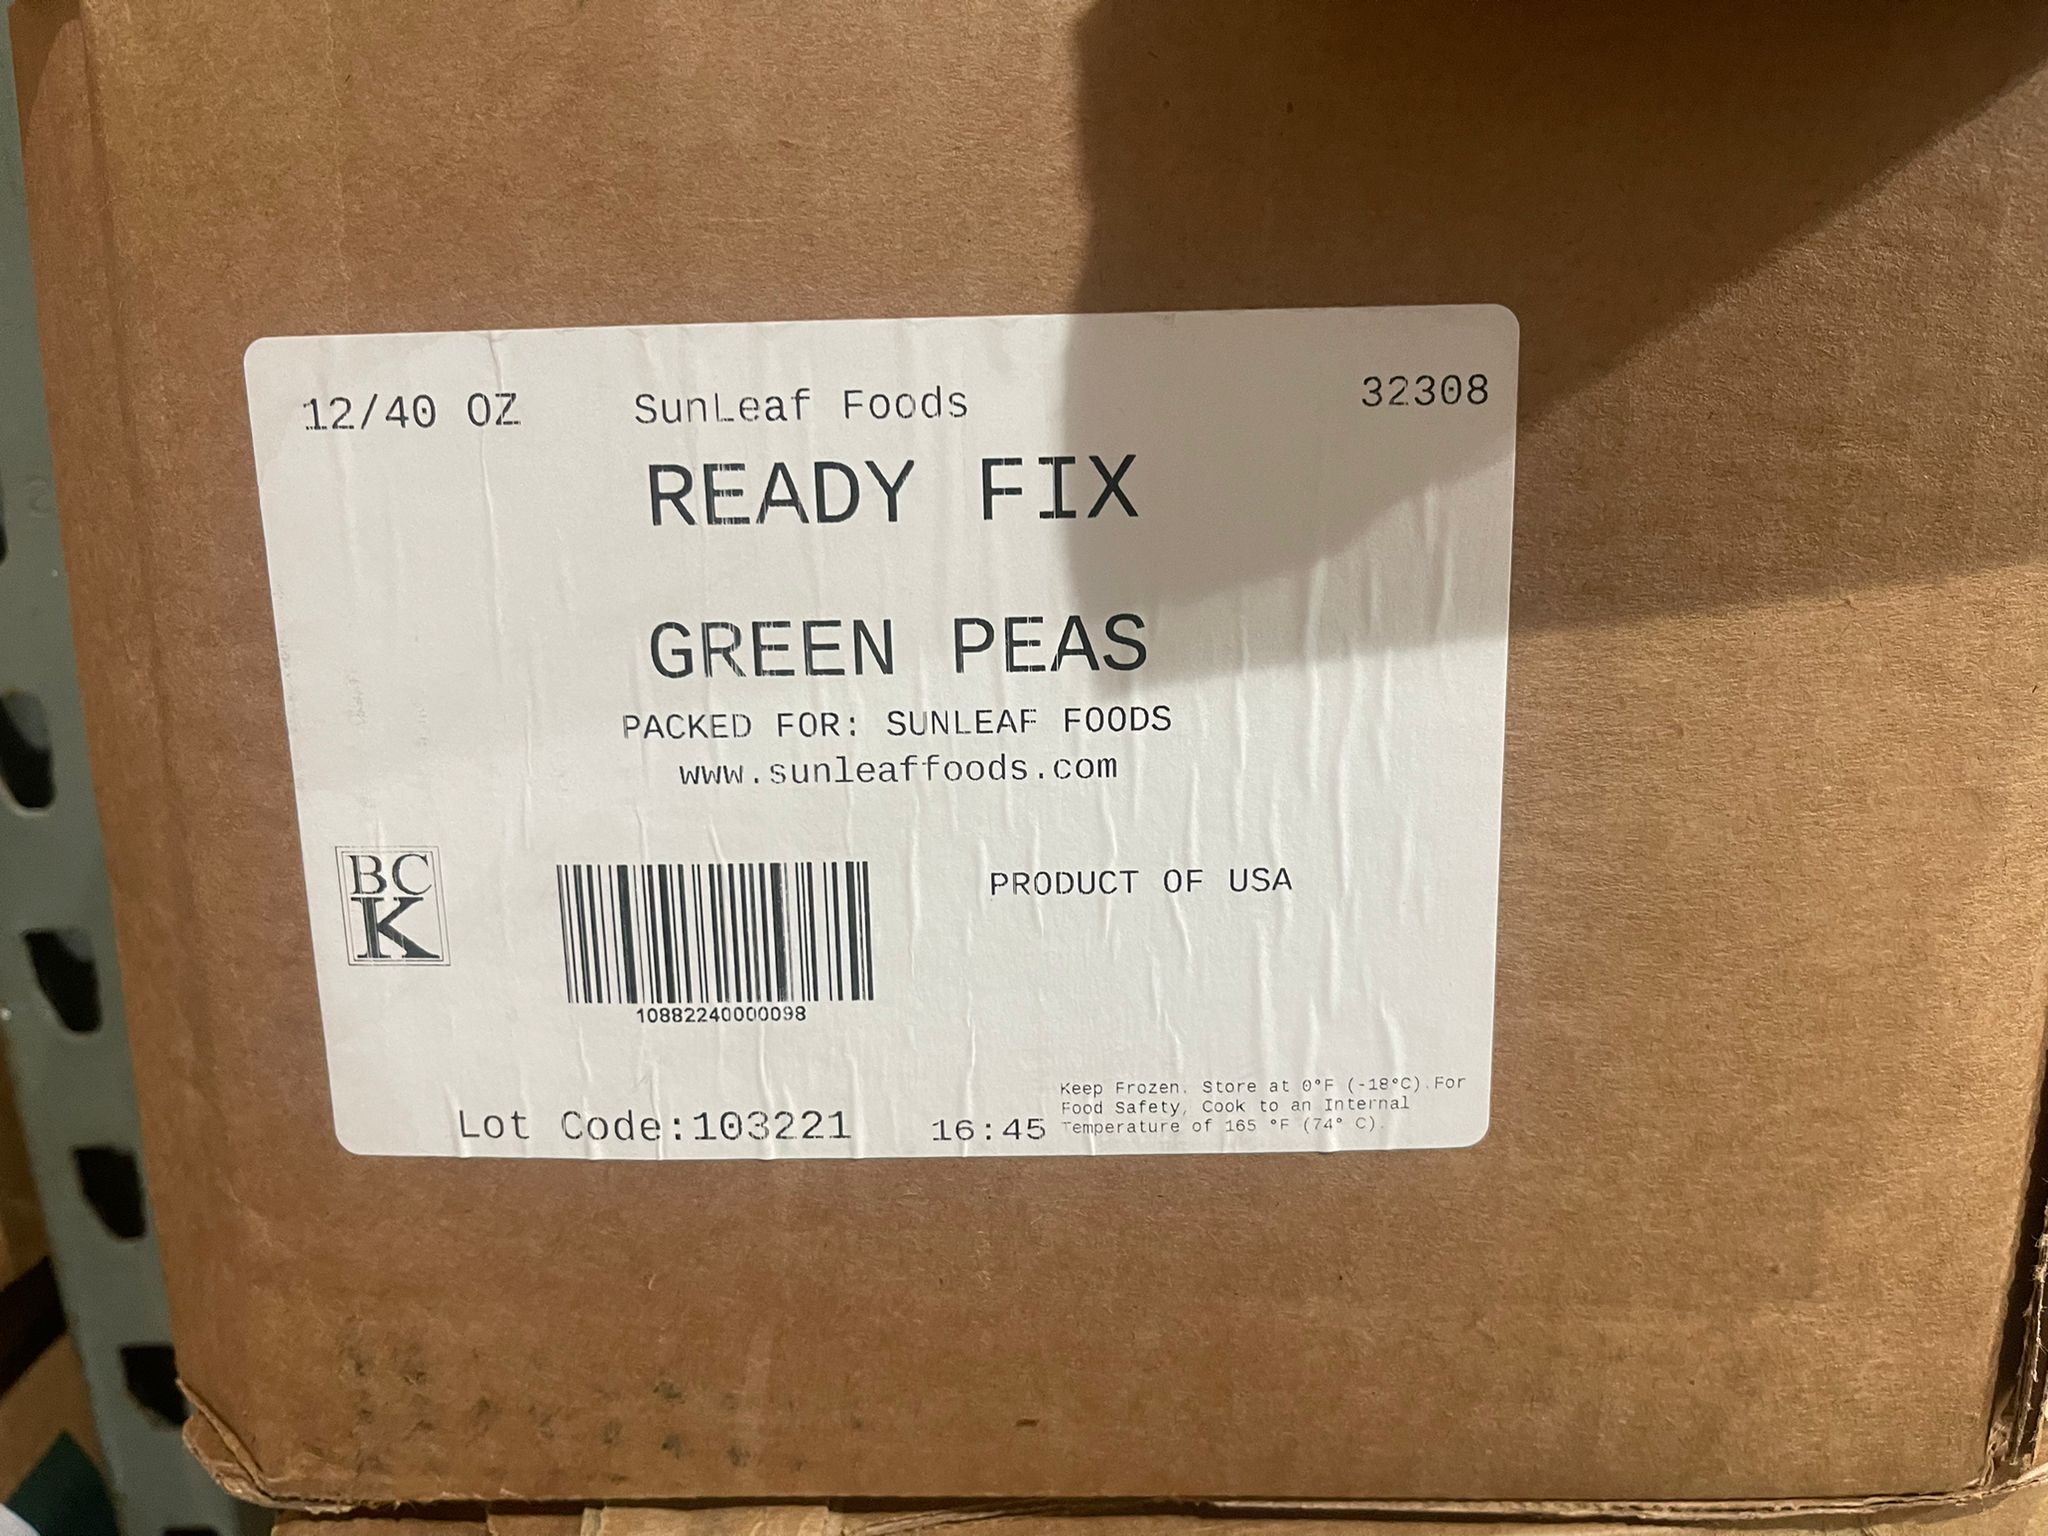 12/40 OZ SunLeaf Foods 32308
READY FIX
GREEN PEAS
PACKED FOR: SUNLEAF FOODS
www.sunleaffoods.com
BC
K
PRODUCT OF USA
10882240000098
Keep Frozen. Store at 0°F (-18°C).For
Food Safety, Cook to an Internal
Temperature of 165 °F (74° C).
Lot Code:103221 16:45